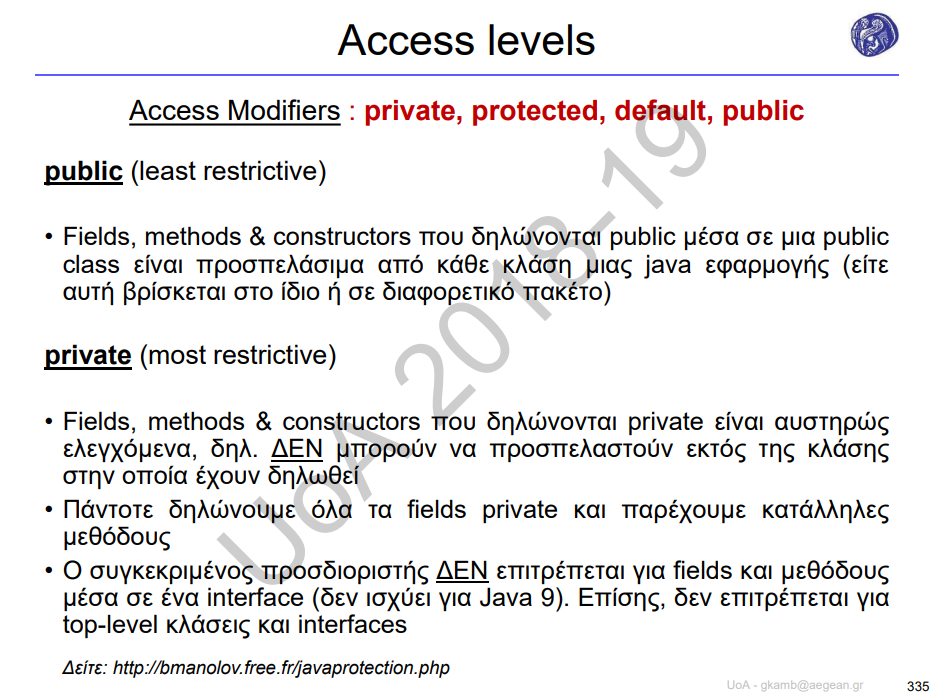 Access levels
Access Modifiers : private, protected, default, public
public (least restrictive)
• Fields, methods & constructors που δηλώνονται public μέσα σε μια public
class είναι προσπελάσιμα από κάθε κλάση μιας java εφαρμογής (είτε
αυτή βρίσκεται στο ίδιο ή σε διαφορετικό πακέτο)
private (most restrictive)
• Fields, methods & constructors που δηλώνονται private είναι αυστηρώς
ελεγχόμενα, δηλ. ΔΕΝ μπορούν να προσπελαστούν εκτός της κλάσης
στην οποία έχουν δηλωθεί
• Πάντοτε δηλώνουμε όλα τα fields private και παρέχουμε κατάλληλες
μεθόδους
• Ο συγκεκριμένος προσδιοριστής ΔΕΝ επιτρέπεται για fields και μεθόδους
μέσα σε ένα interface (δεν ισχύει για Java 9). Επίσης, δεν επιτρέπεται για
top-level κλάσεις και interfaces
Δείτε: http://bmanolov.free.fr/javaprotection.php
UoA - gkamb@aegean.gr
335
UoA 2018-19